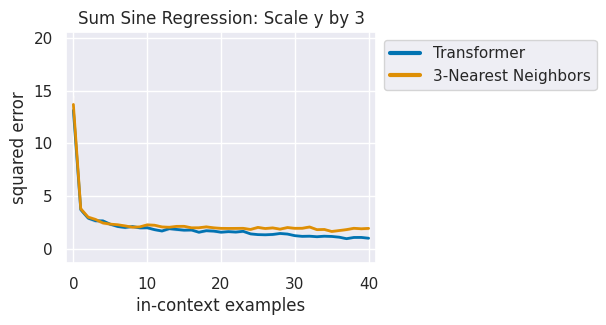 Sum Sine Regression: Scale y by 3
20
15
10
5
0
squared error
0
10
20
30
40
in-context examples
Transformer
3-Nearest Neighbors